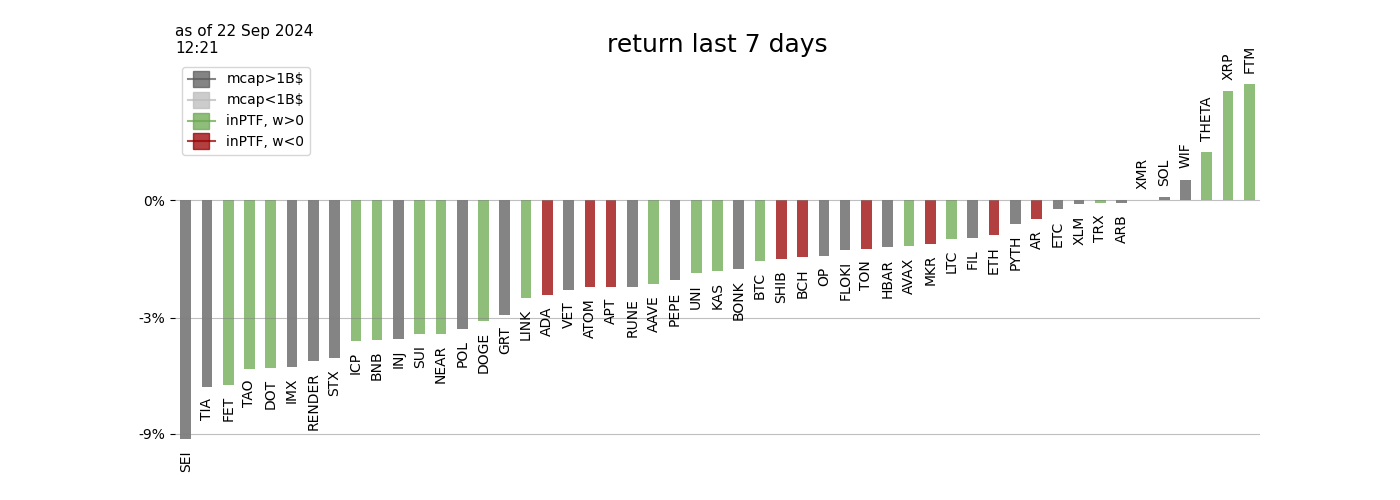 as of 22 Sep 2024
12:21
return last 7 days
mcap>1B$
mcap<1B$
inPTF, w>0
inPTF, w<0
0%
-3%
-9%
SEI
TIA
FET
TAO
DOT
IMX
RENDER
STX
ICP
BNB
INJ
SUI
NEAR
POL
DOGE
GRT
LINK
ADA
VET
ATOM
APT
RUNE
AAVE
PEPE
UNI
KAS
BONK
BTC
SHIB
BCH
OP
FLOKI
TON
HBAR
AVAX
MKR
LTC
FIL
ETH
PYTH
AR
ETC
XLM
TRX
ARB
XMR
SOL
WIF
THETA
XRP
FTM